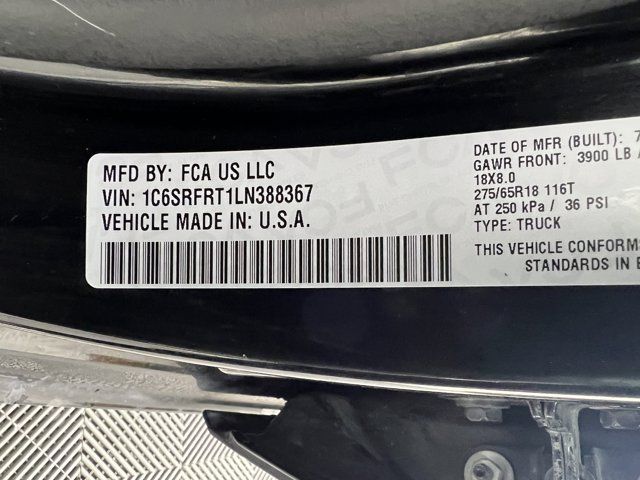 MFD BY: FCA US LLC
VIN: 1C6SRFRT1LN388367
VEHICLE MADE IN: U.S.A.
DATE OF MFR (BUILT): 7
GAWR FRONT: 3900 LB
18X8.0
275/65R18 116T
AT 250 kPa / 36 PSI
TYPE: TRUCK
THIS VEHICLE CONFORMS
STANDARDS IN